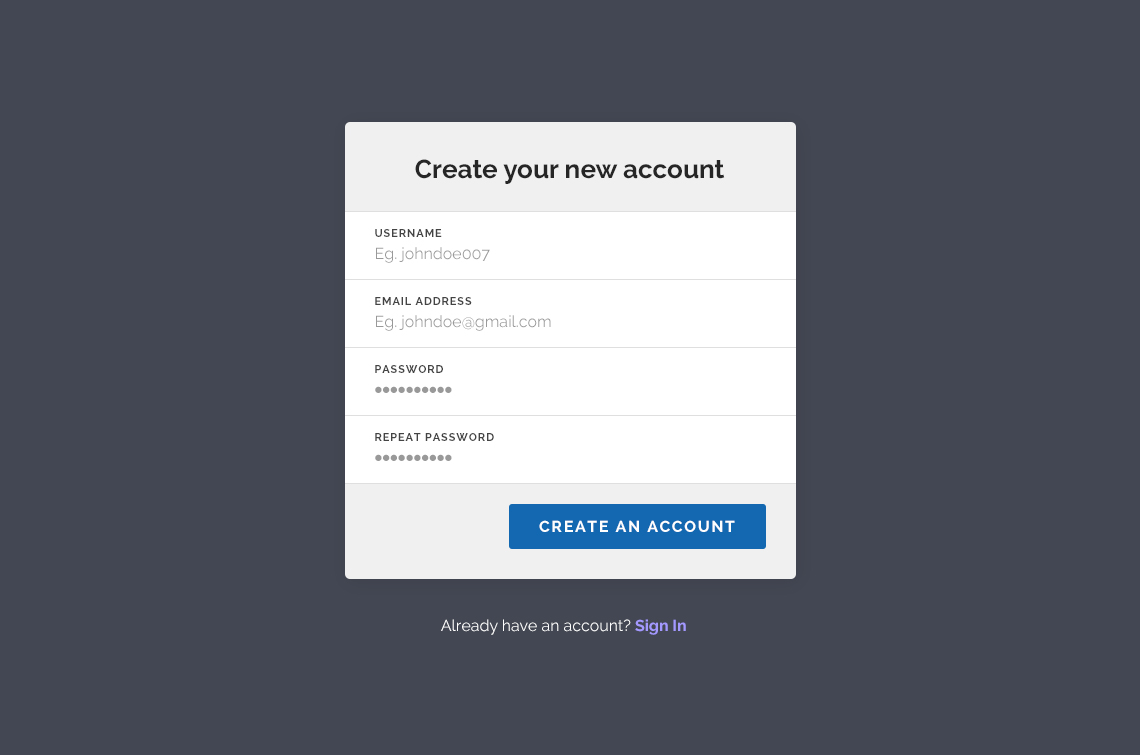 Create your new account
USERNAME
Eg. johndoe007
EMAIL ADDRESS
Eg. johndoe@gmail.com
PASSWORD
••••••••••
REPEAT PASSWORD
••••••••••
CREATE AN ACCOUNT
Already have an account? Sign In